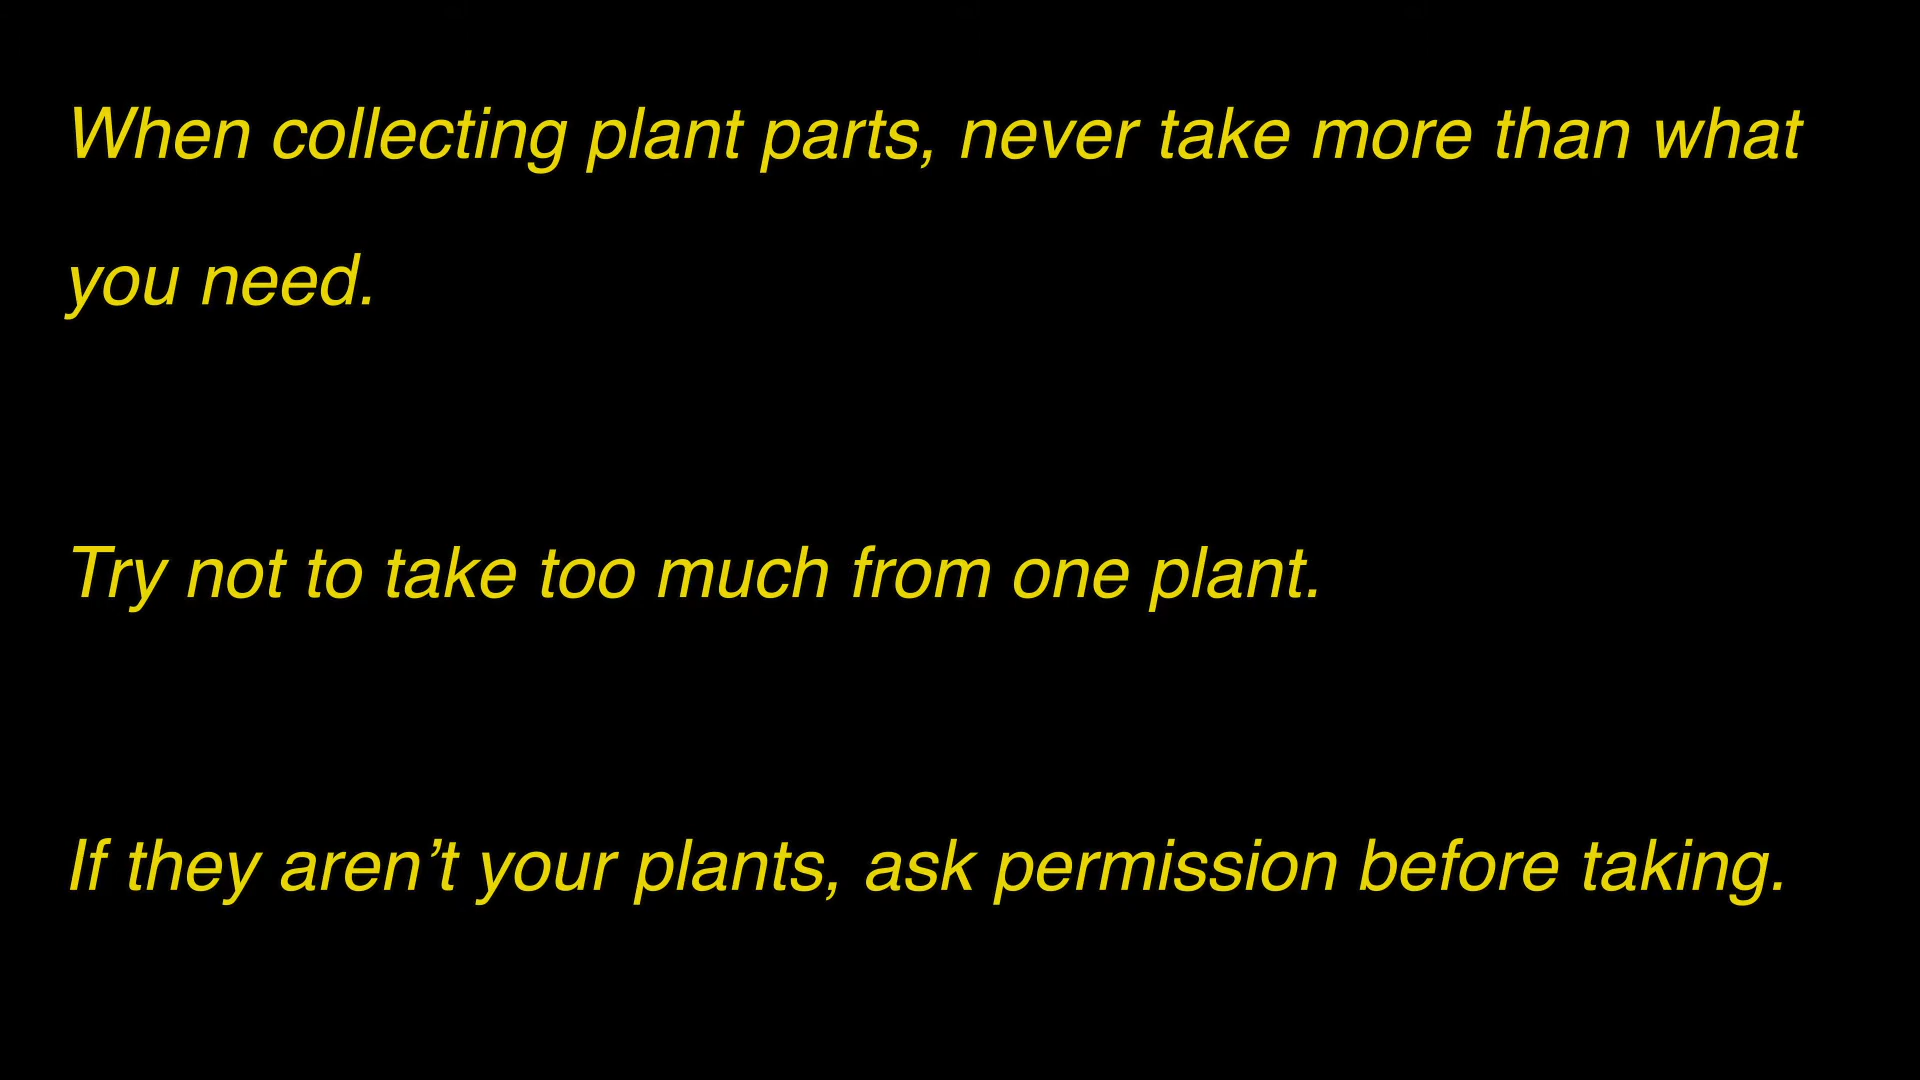 When collecting plant parts, never take more than what
you need.
Try not to take too much from one plant.
If they aren’t your plants, ask permission before taking.